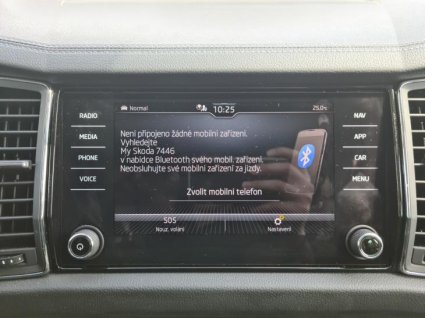 Normal
10:25
25,0°C
RADIO
MEDIA
PHONE
VOICE
Není připojeno žádné mobilní zařízení.
Vyhledejte
My Skoda 7446
v nabídce Bluetooth svého mobil. zařízení.
Neobsluhujte své mobilní zařízení za jízdy.
Zvolit mobilní telefon
SOS
Nouz. volání
Nastavení
NAV
APP
CAR
MENU